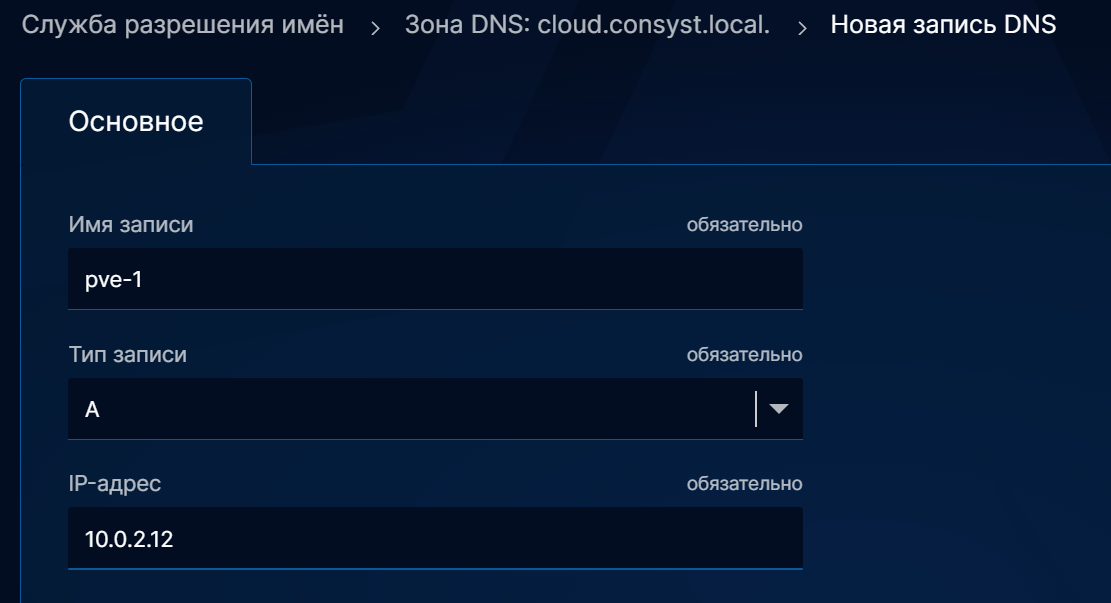 Служба разрешения имён > Зона DNS: cloud.consyst.local. > Новая запись DNS
Основное
Имя записи обязательно
pve-1
Тип записи обязательно
A
IP-адрес обязательно
10.0.2.12